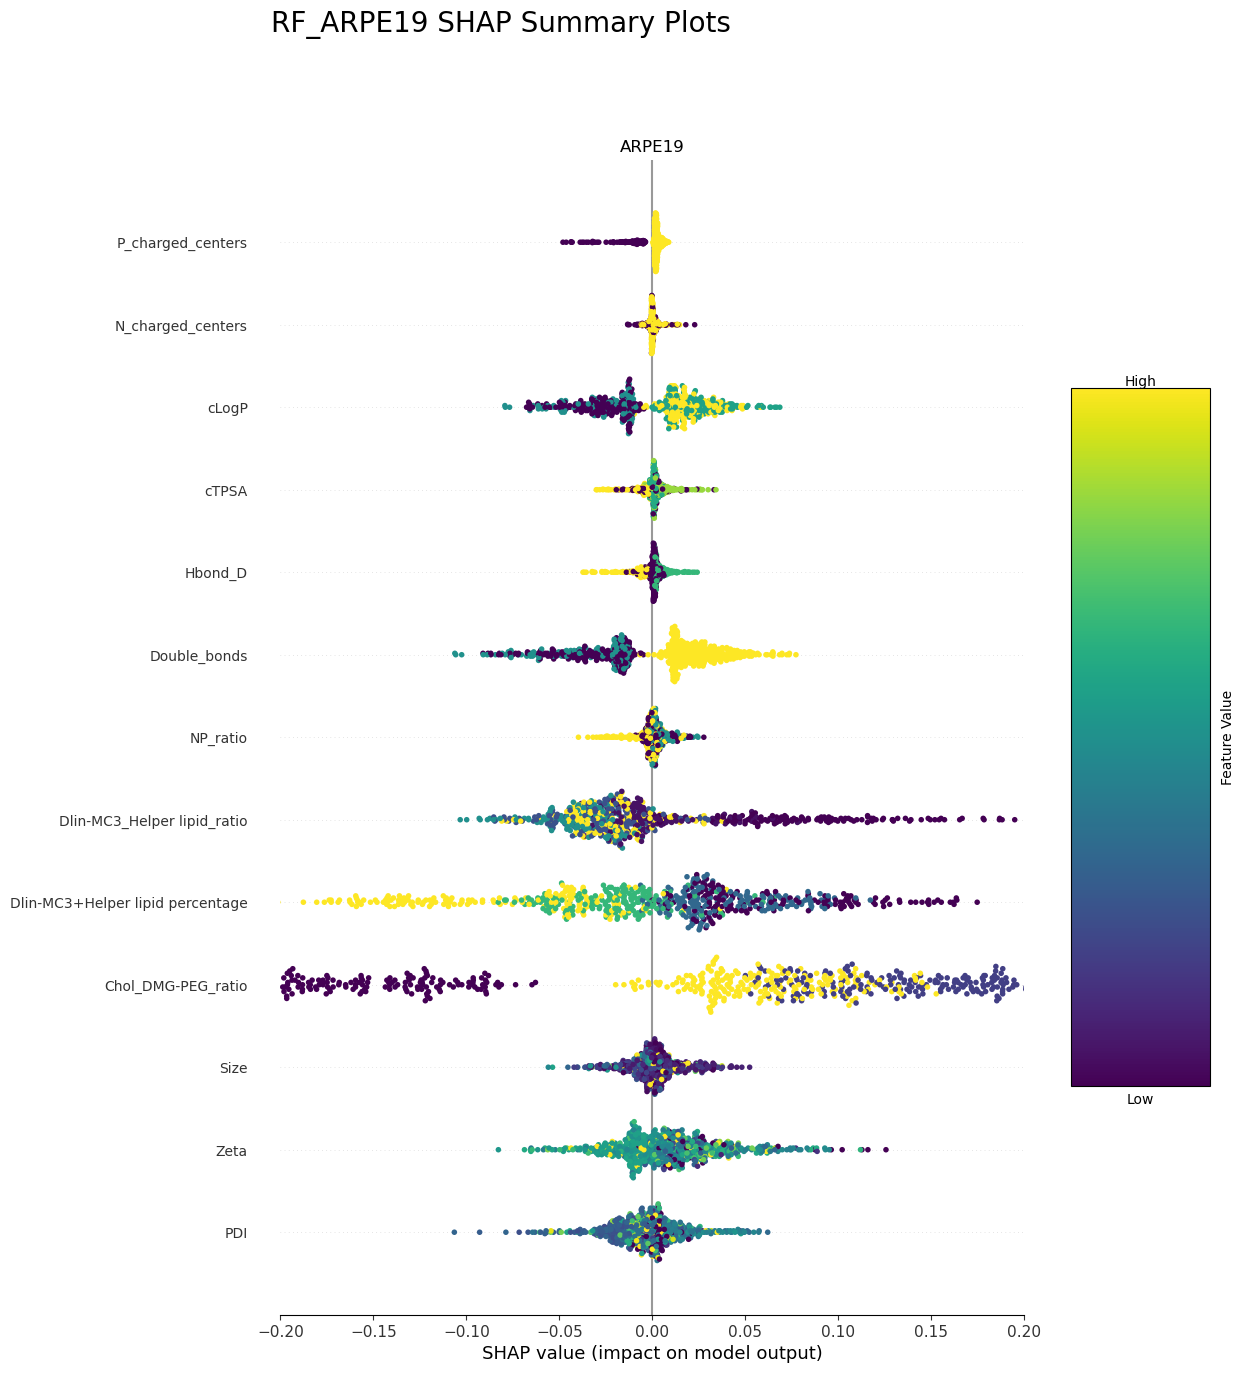 RF_ARPE19 SHAP Summary Plots
ARPE19
P_charged_centers
N_charged_centers
cLogP
cTPSA
Hbond_D
Double_bonds
NP_ratio
Dlin-MC3_Helper lipid_ratio
Dlin-MC3+Helper lipid percentage
Chol_DMG-PEG_ratio
Size
Zeta
PDI
−0.20 −0.15 −0.10 −0.05 0.00 0.05 0.10 0.15 0.20
SHAP value (impact on model output)
High
Feature Value
Low